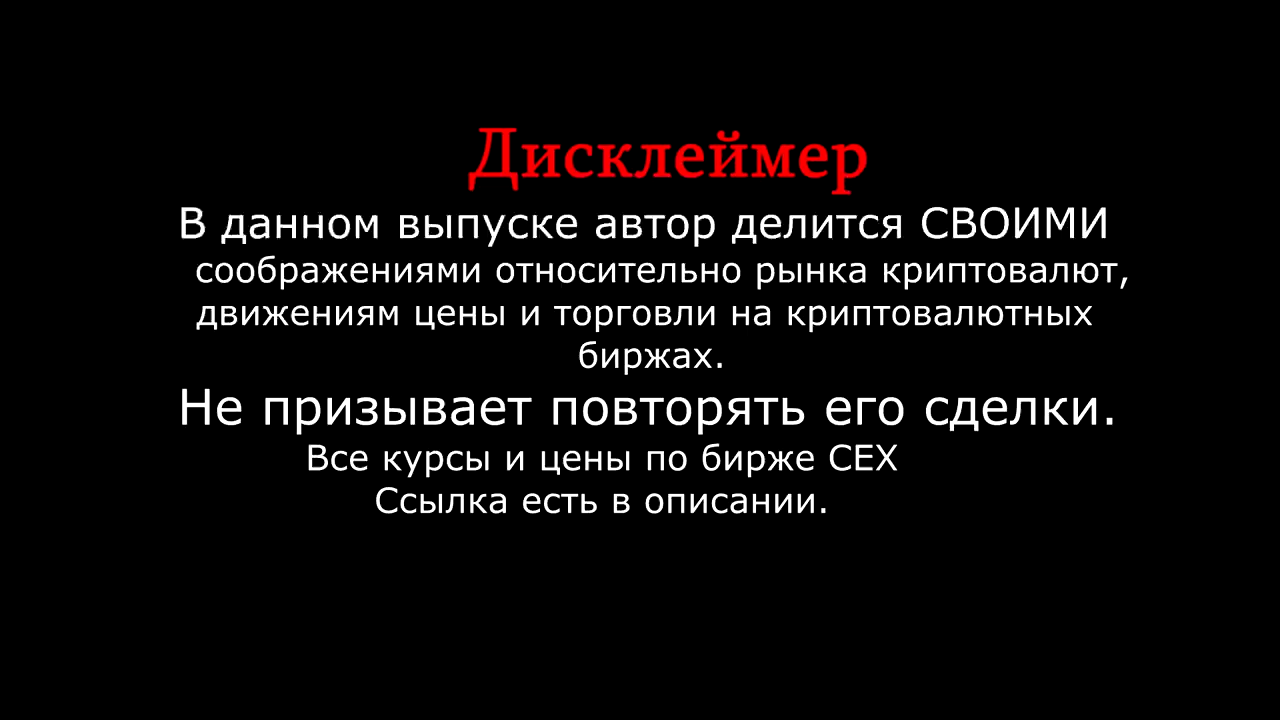 Дисклеймер
В данном выпуске автор делится СВОИМИ
соображениями относительно рынка криптовалют,
движениям цены и торговли на криптовалютных
биржах.
Не призывает повторять его сделки.
Все курсы и цены по бирже CEX
Ссылка есть в описании.